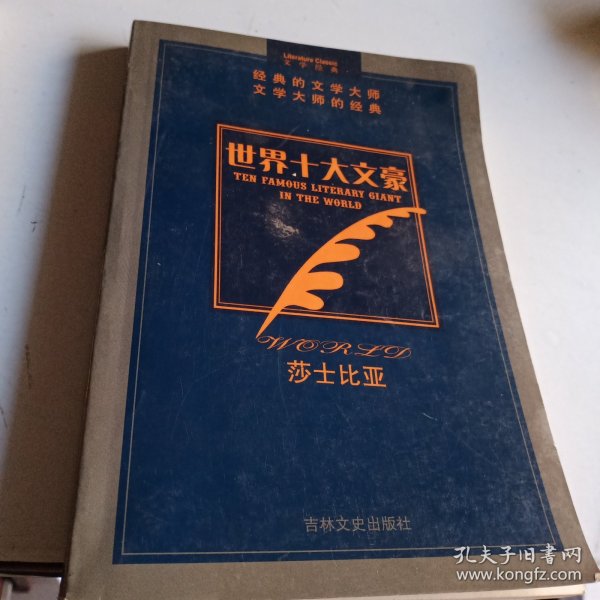 Literature Classic
文学经典
经典的文学大师
文学大师的经典
世界十大文豪
TEN FAMOUS LITERARY GIANT
IN THE WORLD
WORLD
莎士比亚
吉林文史出版社
孔夫子旧书网
www.kongfz.com